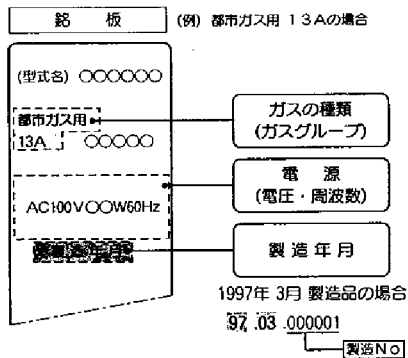 銘 板
(例) 都市ガス用 13Aの場合
(型式名) ○○○○○○
都市ガス用
13A ○○○○○
ガスの種類
(ガスグループ)
AC100V○○W60Hz
電 源
(電圧・周波数)
製造年月
1997年 3月 製造品の場合
97.03.000001
製造No